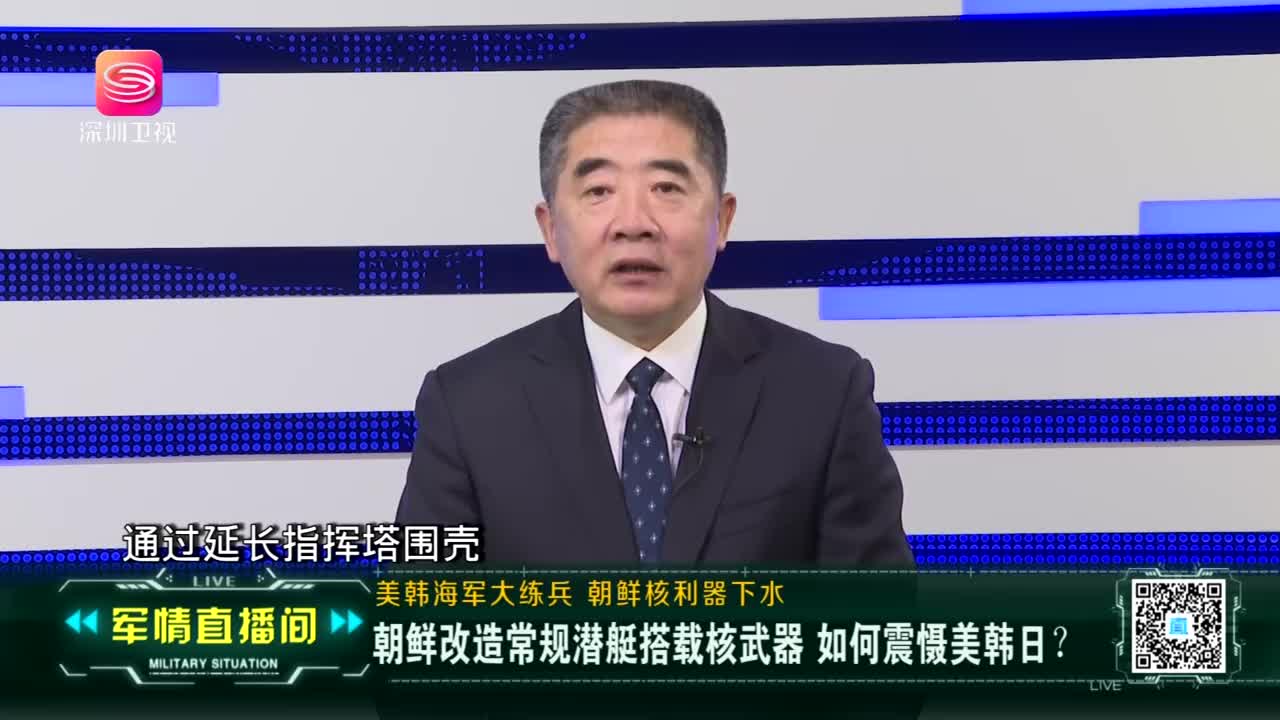 深圳卫视
通过延长指挥塔围壳
LIVE
军情直播间
MILITARY SITUATION
美韩海军大练兵 朝鲜核利器下水
朝鲜改造常规潜艇搭载核武器 如何震慑美韩日？
直
LIVE